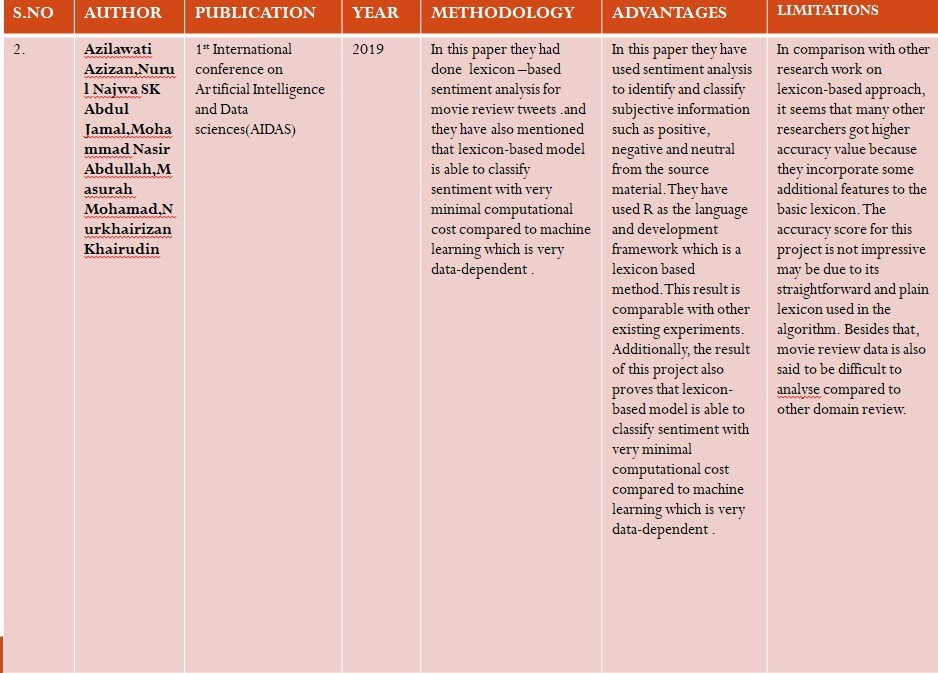 S.NO
AUTHOR
PUBLICATION
YEAR
METHODOLOGY
ADVANTAGES
LIMITATIONS
2.
Azilawati
Azizan,Nuru
l Najwa SK
Abdul
Jamal,Moha
mmad Nasir
Abdullah,M
asurah
Mohamad,N
urkhairizan
Khairudin
1st International
conference on
Artificial Intelligence
and Data
sciences(AIDAS)
2019
In this paper they had
done lexicon –based
sentiment analysis for
movie review tweets .and
they have also mentioned
that lexicon-based model
is able to classify
sentiment with very
minimal computational
cost compared to machine
learning which is very
data-dependent .
In this paper they have
used sentiment analysis
to identify and classify
subjective information
such as positive,
negative and neutral
from the source
material. They have
used R as the language
and development
framework which is a
lexicon based
method. This result is
comparable with other
existing experiments.
Additionally, the result
of this project also
proves that lexicon-
based model is able to
classify sentiment with
very minimal
computational cost
compared to machine
learning which is very
data-dependent .
In comparison with other
research work on
lexicon-based approach,
it seems that many other
researchers got higher
accuracy value because
they incorporate some
additional features to the
basic lexicon. The
accuracy score for this
project is not impressive
may be due to its
straightforward and plain
lexicon used in the
algorithm. Besides that,
movie review data is also
said to be difficult to
analyse compared to
other domain review.